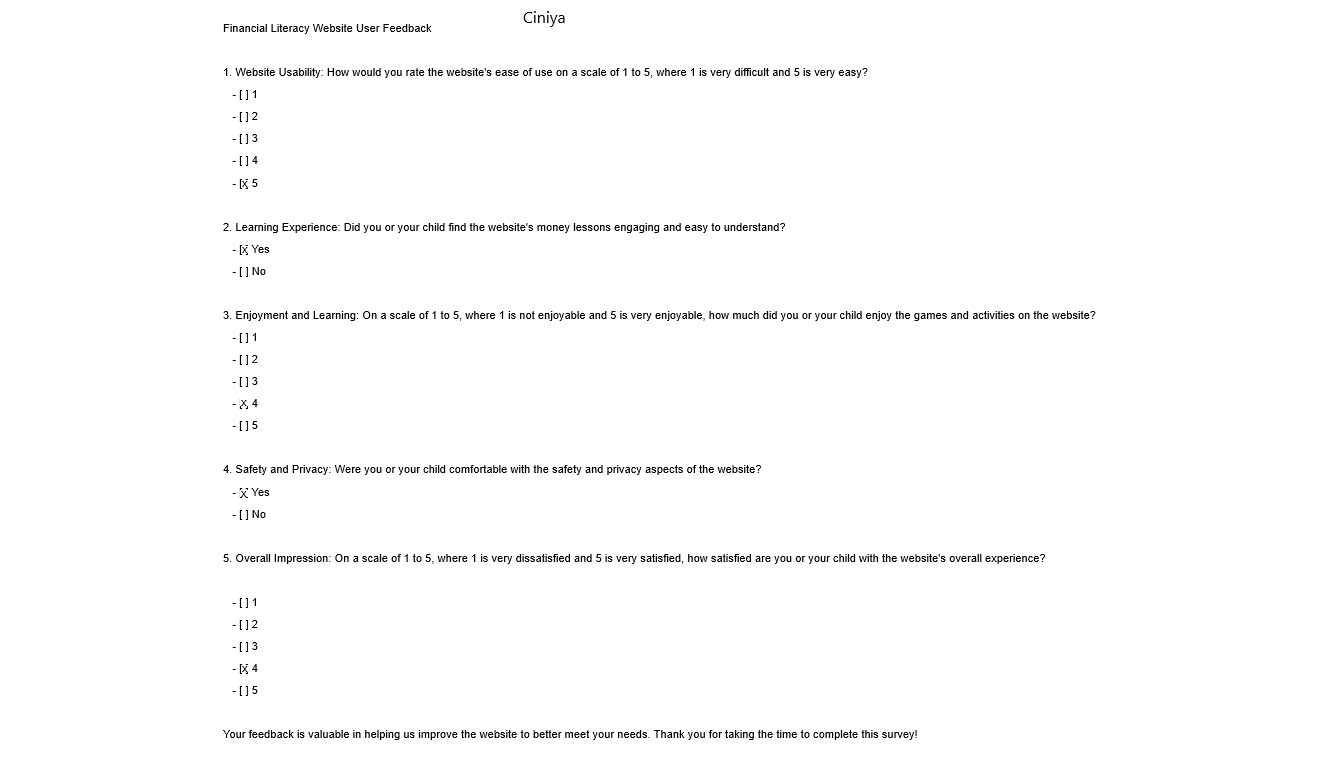 Ciniya
Financial Literacy Website User Feedback
1. Website Usability: How would you rate the website's ease of use on a scale of 1 to 5, where 1 is very difficult and 5 is very easy?
- [ ] 1
- [ ] 2
- [ ] 3
- [ ] 4
- [x] 5
2. Learning Experience: Did you or your child find the website's money lessons engaging and easy to understand?
- [x] Yes
- [ ] No
3. Enjoyment and Learning: On a scale of 1 to 5, where 1 is not enjoyable and 5 is very enjoyable, how much did you or your child enjoy the games and activities on the website?
- [ ] 1
- [ ] 2
- [ ] 3
- [x] 4
- [ ] 5
4. Safety and Privacy: Were you or your child comfortable with the safety and privacy aspects of the website?
- [x] Yes
- [ ] No
5. Overall Impression: On a scale of 1 to 5, where 1 is very dissatisfied and 5 is very satisfied, how satisfied are you or your child with the website's overall experience?
- [ ] 1
- [ ] 2
- [ ] 3
- [x] 4
- [ ] 5
Your feedback is valuable in helping us improve the website to better meet your needs. Thank you for taking the time to complete this survey!